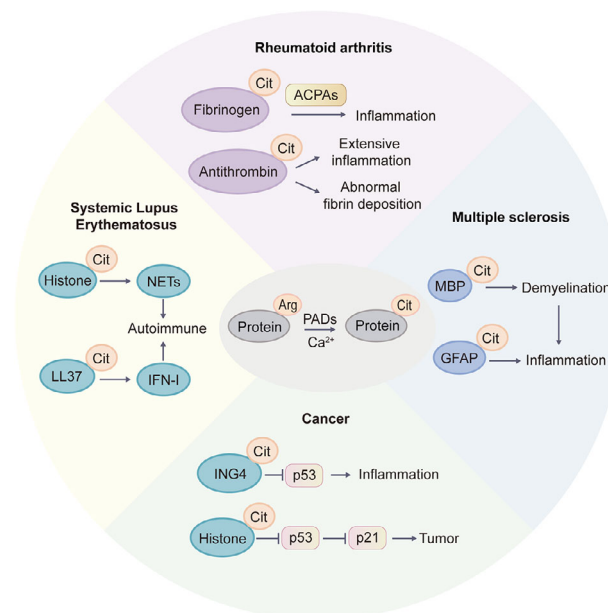 Rheumatoid arthritis
Cit
Fibrinogen
ACPAs
Inflammation
Cit
Antithrombin
Extensive
inflammation
Abnormal
fibrin deposition
Systemic Lupus
Erythematosus
Cit
Histone
NETs
Autoimmune
Cit
LL37
IFN-I
Arg
Protein
PADs
Ca²⁺
Cit
Protein
Multiple sclerosis
Cit
MBP
Demyelination
Cit
GFAP
Inflammation
Cancer
Cit
ING4
p53
Inflammation
Cit
Histone
p53
p21
Tumor